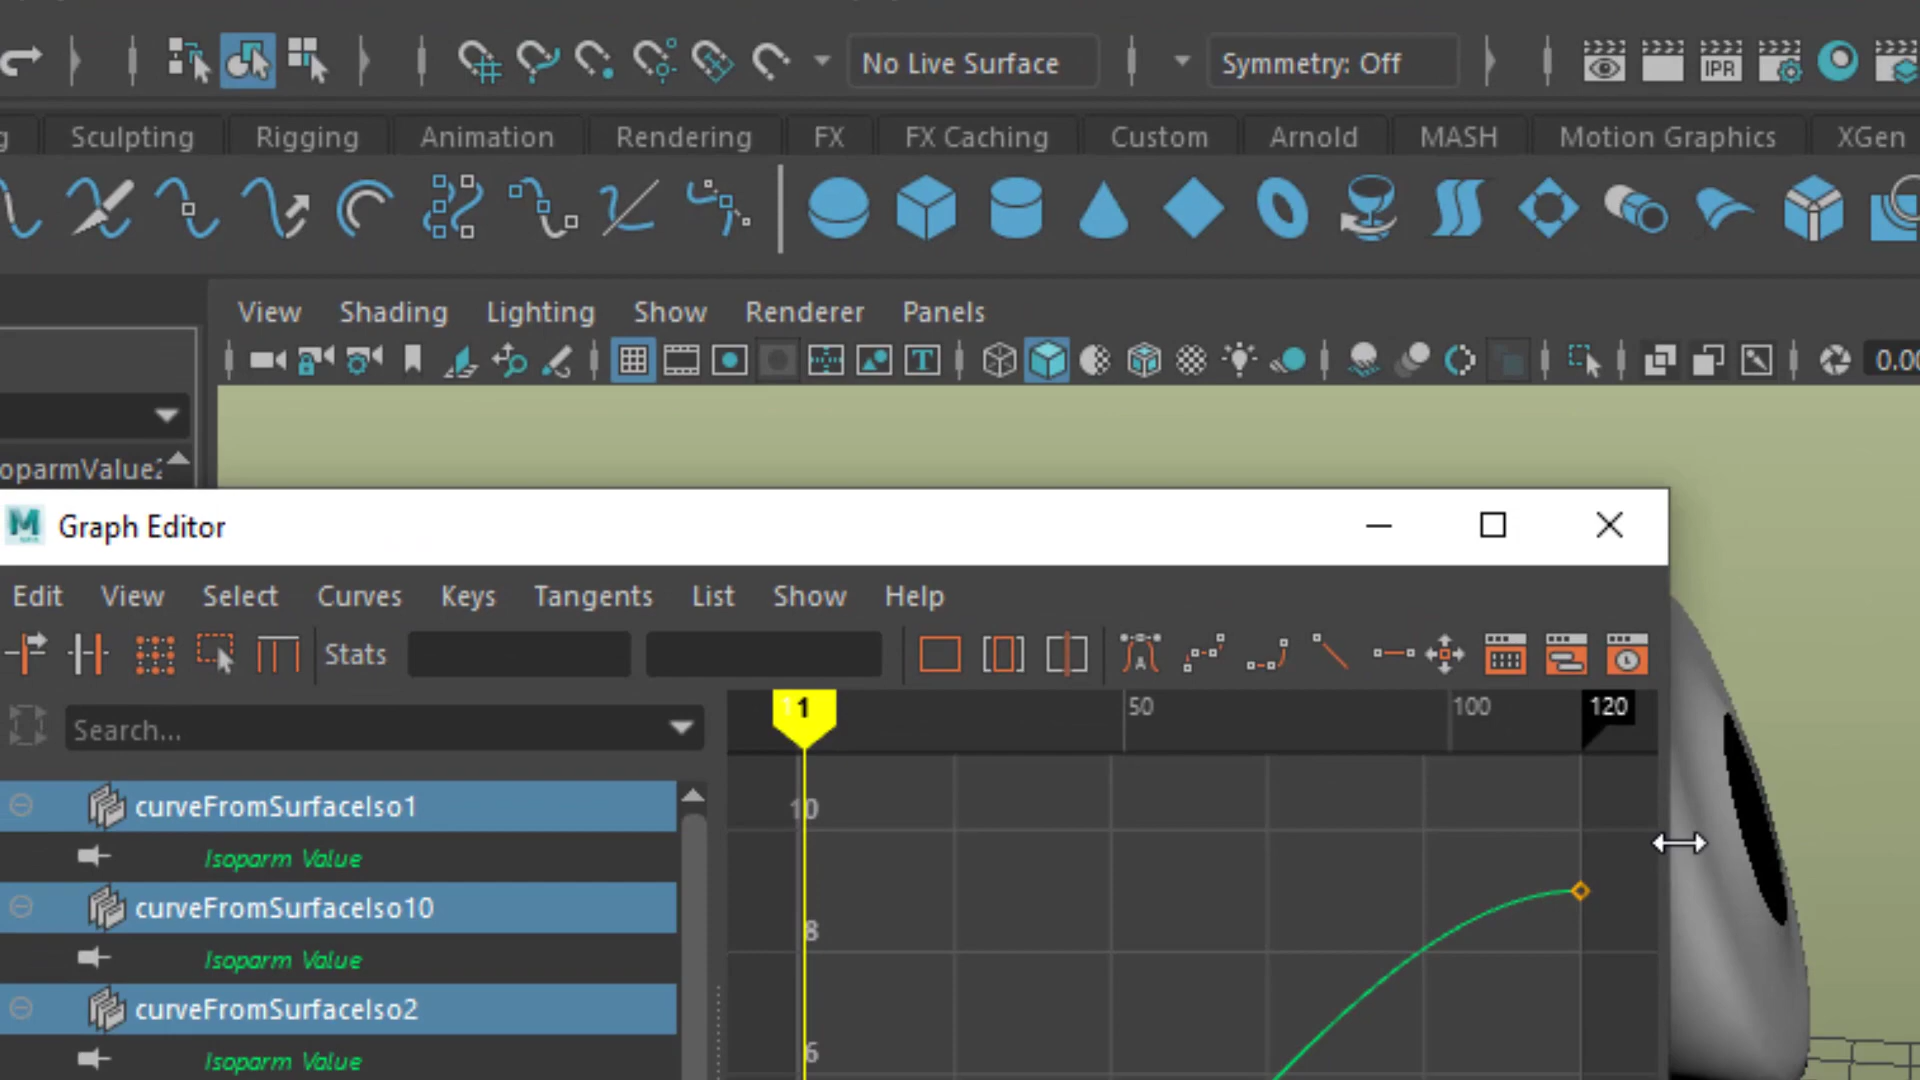 No Live Surface
Symmetry: Off
IPR
g
Sculpting
Rigging
Animation
Rendering
FX
FX Caching
Custom
Arnold
MASH
Motion Graphics
XGen
View
Shading
Lighting
Show
Renderer
Panels
T
0.00
oparmValue2
M
Graph Editor
Edit
View
Select
Curves
Keys
Tangents
List
Show
Help
Stats
A
Search...
1
50
100
120
curveFromSurfaceIso1
Isoparm Value
curveFromSurfaceIso10
Isoparm Value
curveFromSurfaceIso2
Isoparm Value
10
8
6